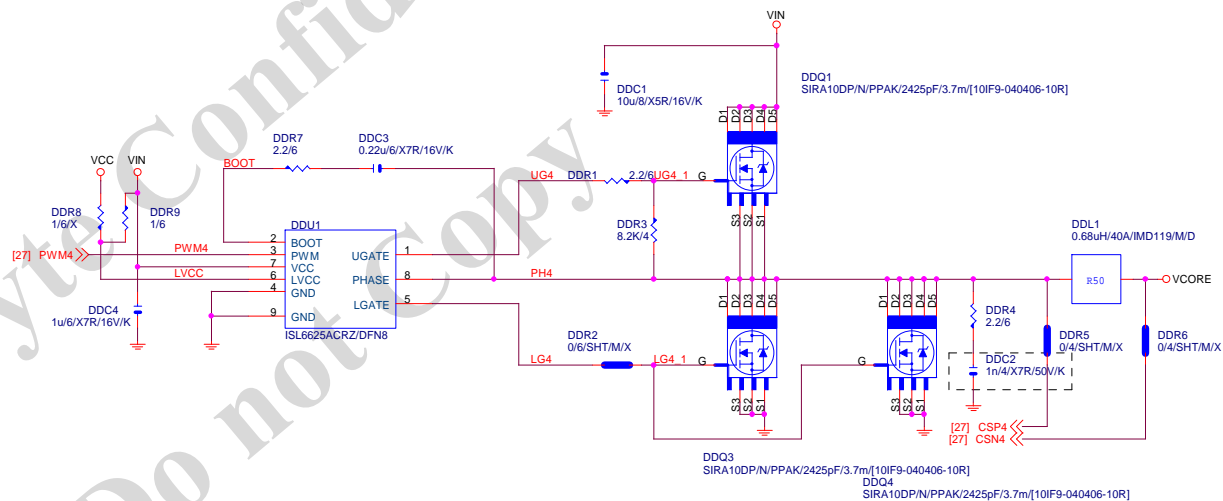 yte Confid
Do not Copy
VIN
DDC1
10u/8/X5R/16V/K
DDQ1
SIRA10DP/N/PPAK/2425pF/3.7m/[10IF9-040406-10R]
D1
D2
D3
D4
D5
G
S3
S2
S1
VCC
VIN
BOOT
DDR7
2.2/6
DDC3
0.22u/6/X7R/16V/K
UG4
DDR1
2.2/6
UG4_1
DDR8
1/6/X
DDR9
1/6
DDR3
8.2K/4
[27] PWM4
PWM4
LVCC
DDU1
2 BOOT
3 PWM
7 VCC
6 LVCC
4 GND
9 GND
UGATE 1
PHASE 8
LGATE 5
ISL6625ACRZ/DFN8
DDC4
1u/6/X7R/16V/K
PH4
DDL1
0.68uH/40A/IMD119/M/D
R50
VCORE
LG4
DDR2
0/6/SHT/M/X
LG4_1
D1
D2
D3
D4
D5
G
S3
S2
S1
D1
D2
D3
D4
D5
G
S3
S2
S1
DDR4
2.2/6
DDC2
1n/4/X7R/50V/K
DDR5
0/4/SHT/M/X
DDR6
0/4/SHT/M/X
[27] CSP4
[27] CSN4
DDQ3
SIRA10DP/N/PPAK/2425pF/3.7m/[10IF9-040406-10R]
DDQ4
SIRA10DP/N/PPAK/2425pF/3.7m/[10IF9-040406-10R]